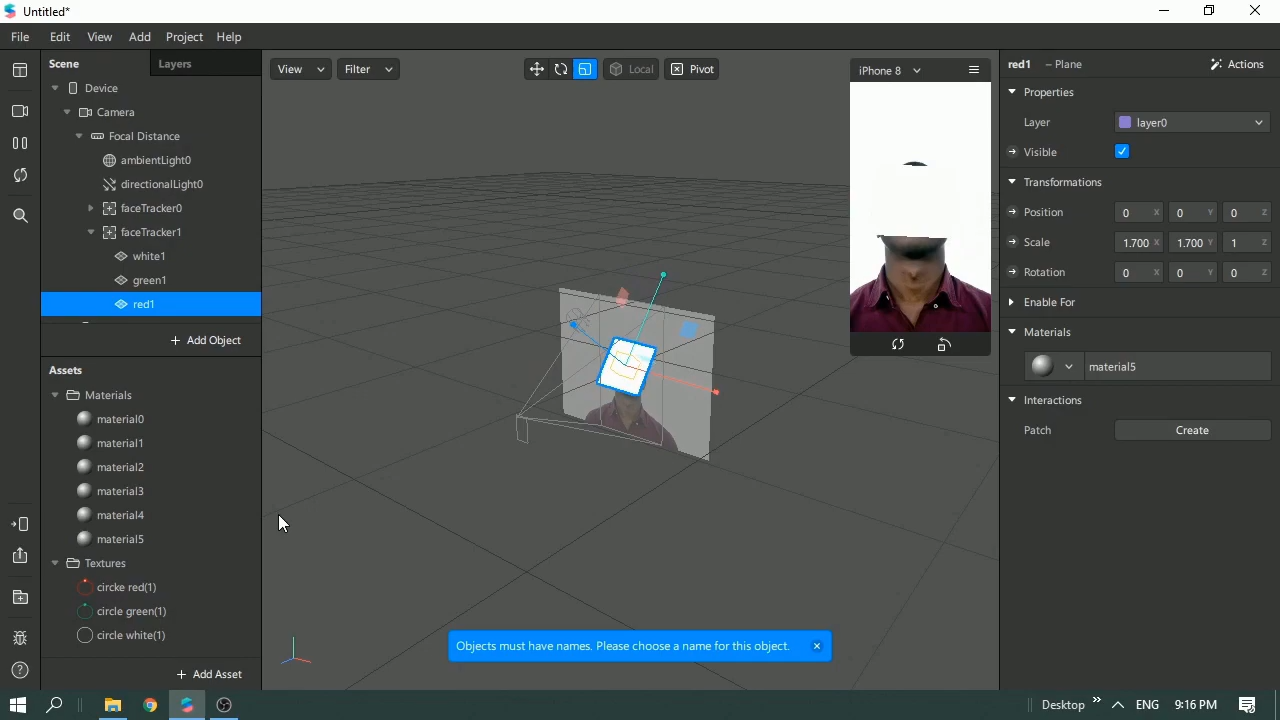 Untitled*
File Edit View Add Project Help
Scene Layers
Device
Camera
Focal Distance
ambientLight0
directionalLight0
faceTracker0
faceTracker1
white1
green1
red1
+ Add Object
Assets
Materials
material0
material1
material2
material3
material4
material5
Textures
circke red(1)
circle green(1)
circle white(1)
+ Add Asset
View Filter Local Pivot
iPhone 8
Objects must have names. Please choose a name for this object.
red1 – Plane Actions
Properties
Layer layer0
Visible
Transformations
Position 0 X 0 Y 0 Z
Scale 1.700 X 1.700 Y 1 Z
Rotation 0 X 0 Y 0 Z
Enable For
Materials
material5
Interactions
Patch Create
Desktop ENG 9:16 PM